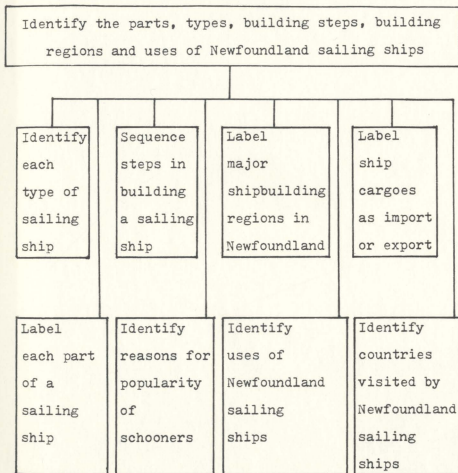 Identify the parts, types, building steps, building
regions and uses of Newfoundland sailing ships
Identify
each
type of
sailing
ship
Sequence
steps in
building
a sailing
ship
Label
major
shipbuilding
regions in
Newfoundland
Label
ship
cargoes
as import
or export
Label
each part
of a
sailing
ship
Identify
reasons for
popularity
of
schooners
Identify
uses of
Newfoundland
sailing
ships
Identify
countries
visited by
Newfoundland
sailing
ships